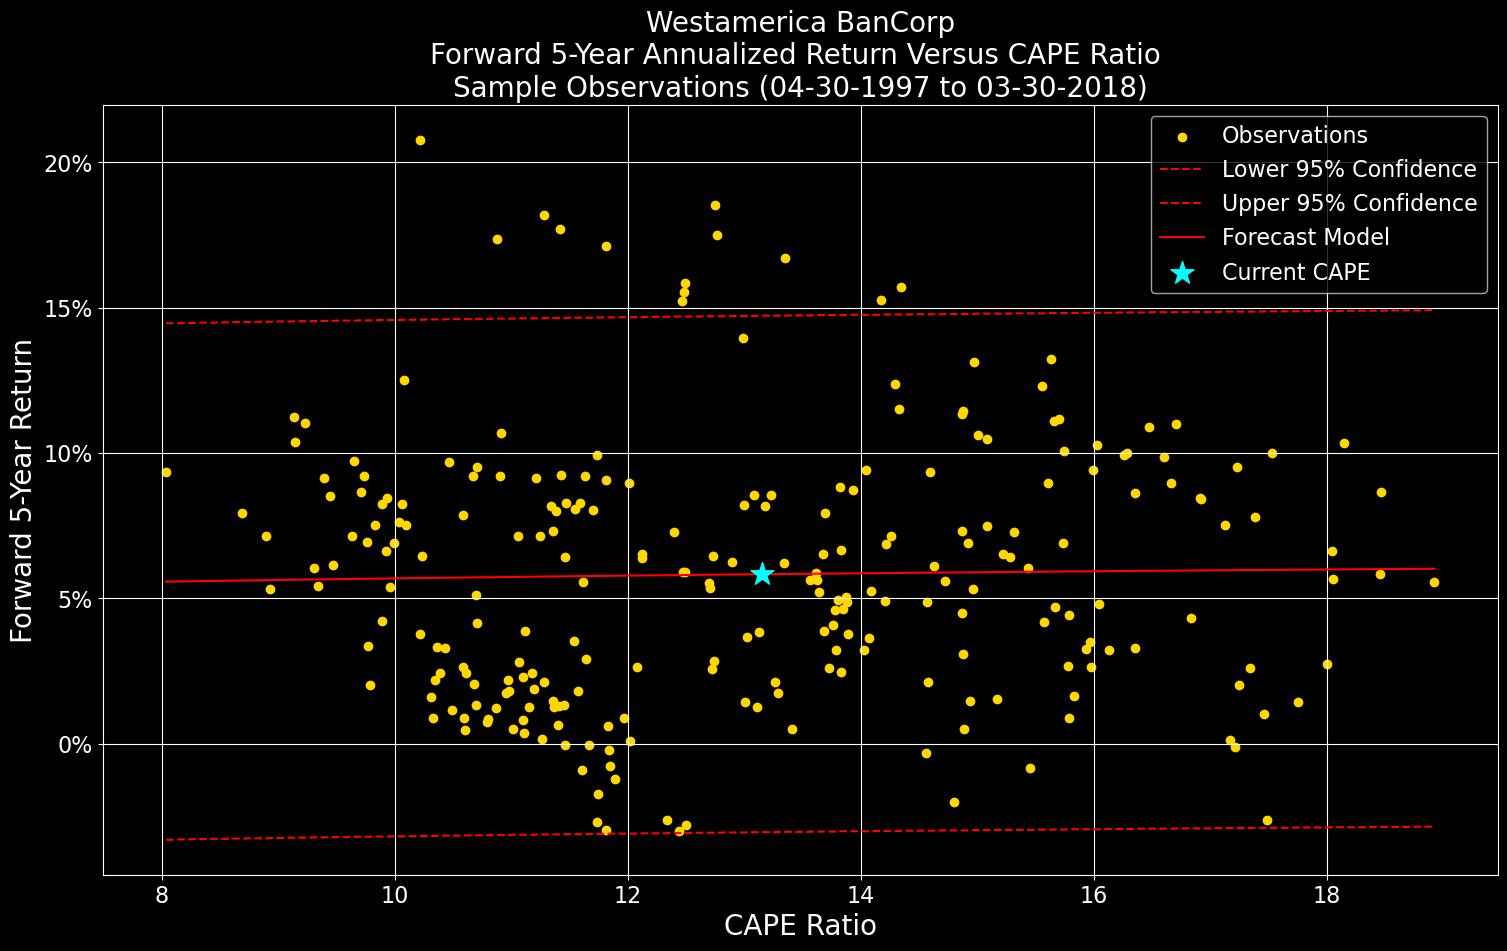 Westamerica BanCorp
Forward 5-Year Annualized Return Versus CAPE Ratio
Sample Observations (04-30-1997 to 03-30-2018)
Observations
Lower 95% Confidence
Upper 95% Confidence
Forecast Model
Current CAPE
Forward 5-Year Return
20%
15%
10%
5%
0%
8 10 12 14 16 18
CAPE Ratio